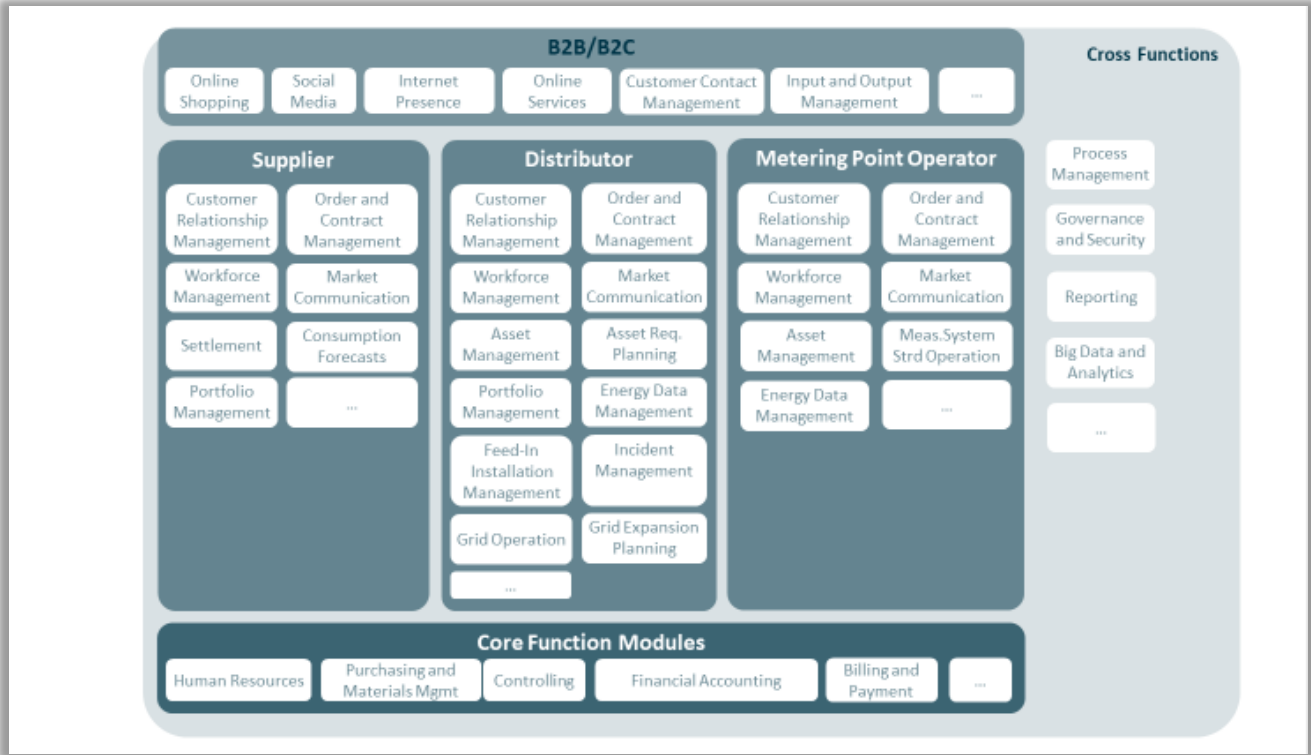 B2B/B2C
Cross Functions
Online
Shopping
Social
Media
Internet
Presence
Online
Services
Customer Contact
Management
Input and Output
Management
...
Supplier
Customer
Relationship
Management
Order and
Contract
Management
Workforce
Management
Market
Communication
Settlement
Consumption
Forecasts
Portfolio
Management
...
Distributor
Customer
Relationship
Management
Order and
Contract
Management
Workforce
Management
Market
Communication
Asset
Management
Asset Req.
Planning
Portfolio
Management
Energy Data
Management
Feed-In
Installation
Management
Incident
Management
Grid Operation
Grid Expansion
Planning
...
Metering Point Operator
Customer
Relationship
Management
Order and
Contract
Management
Workforce
Management
Market
Communication
Asset
Management
Meas.System
Strd Operation
Energy Data
Management
...
Process
Management
Governance
and Security
Reporting
Big Data and
Analytics
...
Core Function Modules
Human Resources
Purchasing and
Materials Mgmt
Controlling
Financial Accounting
Billing and
Payment
...